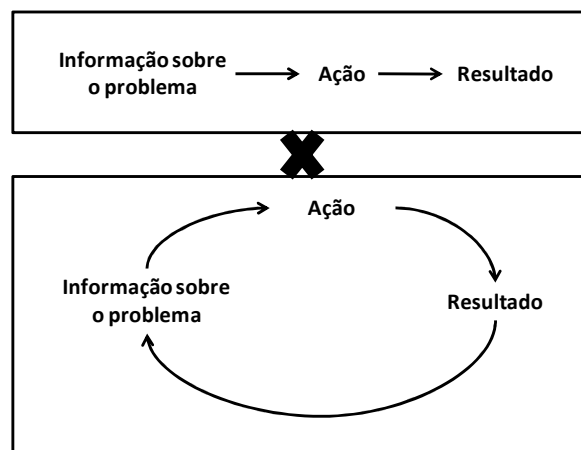 Informação sobre
o problema
Ação
Resultado
Ação
Informação sobre
o problema
Resultado